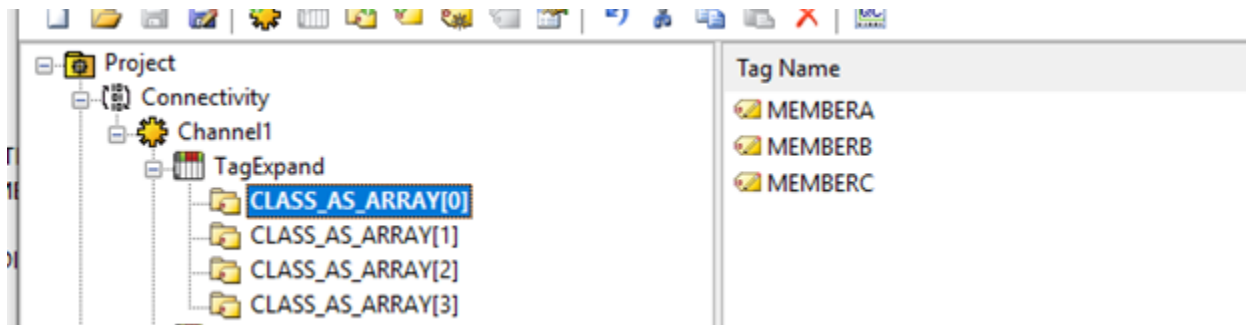 Project
Connectivity
Channel1
TagExpand
CLASS_AS_ARRAY[0]
CLASS_AS_ARRAY[1]
CLASS_AS_ARRAY[2]
CLASS_AS_ARRAY[3]
Tag Name
MEMBERA
MEMBERB
MEMBERC